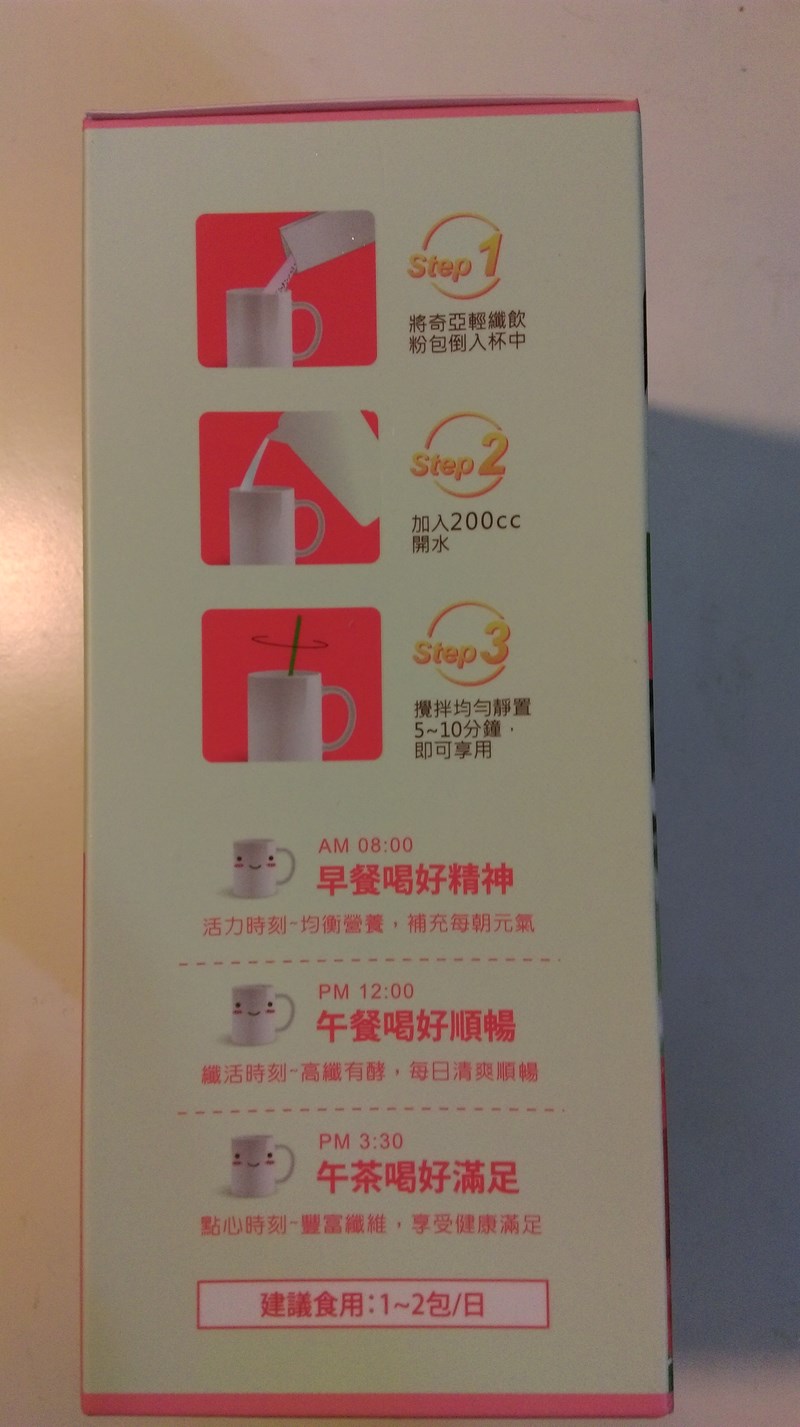 Step 1
將奇亞輕纖飲
粉包倒入杯中
Step 2
加入200cc
開水
Step 3
攪拌均勻靜置
5~10分鐘，
即可享用
AM 08:00
早餐喝好精神
活力時刻-均衡營養，補充每朝元氣
PM 12:00
午餐喝好順暢
纖活時刻~高纖有酵，每日清爽順暢
PM 3:30
午茶喝好滿足
點心時刻-豐富纖維，享受健康滿足
建議食用:1~2包/日